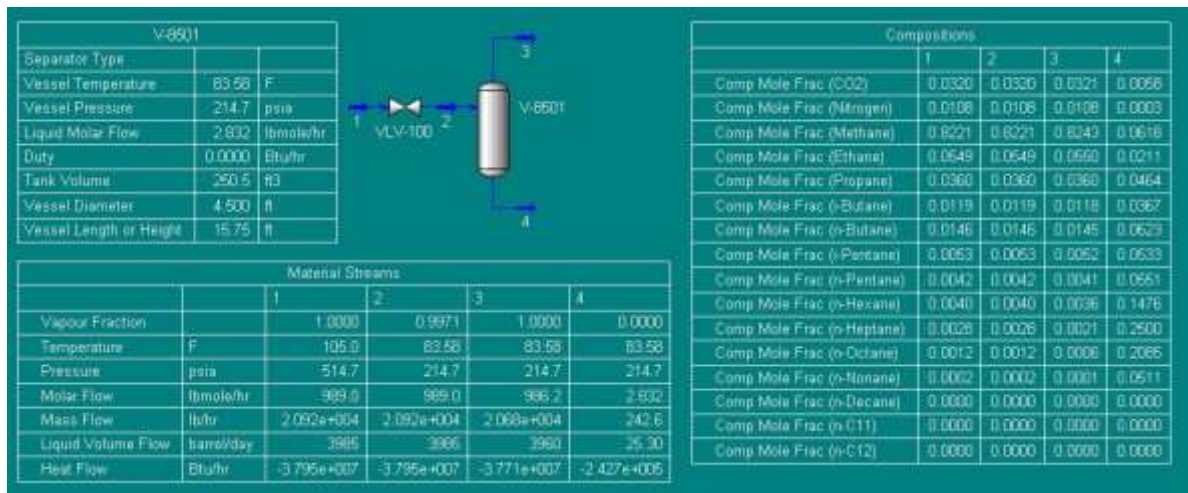 V-8501
Separator Type
Vessel Temperature 83.58 F
Vessel Pressure 214.7 psia
Liquid Molar Flow 2.832 lbmole/hr
Duty 0.0000 Btu/hr
Tank Volume 250.5 ft3
Vessel Diameter 4.500 ft
Vessel Length or Height 15.75 ft
3
1 VLV-100 2 V-8501
4
Material Streams
1 2 3 4
Vapour Fraction 1.0000 0.9971 1.0000 0.0000
Temperature F 105.0 83.58 83.58 83.58
Pressure psia 514.7 214.7 214.7 214.7
Molar Flow lbmole/hr 989.0 989.0 986.2 2.832
Mass Flow lb/hr 2.092e+004 2.092e+004 2.068e+004 242.6
Liquid Volume Flow barrel/day 3985 3985 3960 25.30
Heat Flow Btu/hr -3.795e+007 -3.795e+007 -3.771e+007 -2.427e+005
Compositions
1 2 3 4
Comp Mole Frac (CO2) 0.0320 0.0320 0.0321 0.0058
Comp Mole Frac (Nitrogen) 0.0108 0.0108 0.0108 0.0003
Comp Mole Frac (Methane) 0.8221 0.8221 0.8243 0.0618
Comp Mole Frac (Ethane) 0.0549 0.0549 0.0550 0.0211
Comp Mole Frac (Propane) 0.0360 0.0360 0.0360 0.0464
Comp Mole Frac (i-Butane) 0.0119 0.0119 0.0118 0.0367
Comp Mole Frac (n-Butane) 0.0146 0.0146 0.0145 0.0623
Comp Mole Frac (i-Pentane) 0.0053 0.0053 0.0052 0.0533
Comp Mole Frac (n-Pentane) 0.0042 0.0042 0.0041 0.0551
Comp Mole Frac (n-Hexane) 0.0040 0.0040 0.0036 0.1476
Comp Mole Frac (n-Heptane) 0.0028 0.0028 0.0021 0.2500
Comp Mole Frac (n-Octane) 0.0012 0.0012 0.0006 0.2085
Comp Mole Frac (n-Nonane) 0.0002 0.0002 0.0001 0.0511
Comp Mole Frac (n-Decane) 0.0000 0.0000 0.0000 0.0000
Comp Mole Frac (n-C11) 0.0000 0.0000 0.0000 0.0000
Comp Mole Frac (n-C12) 0.0000 0.0000 0.0000 0.0000